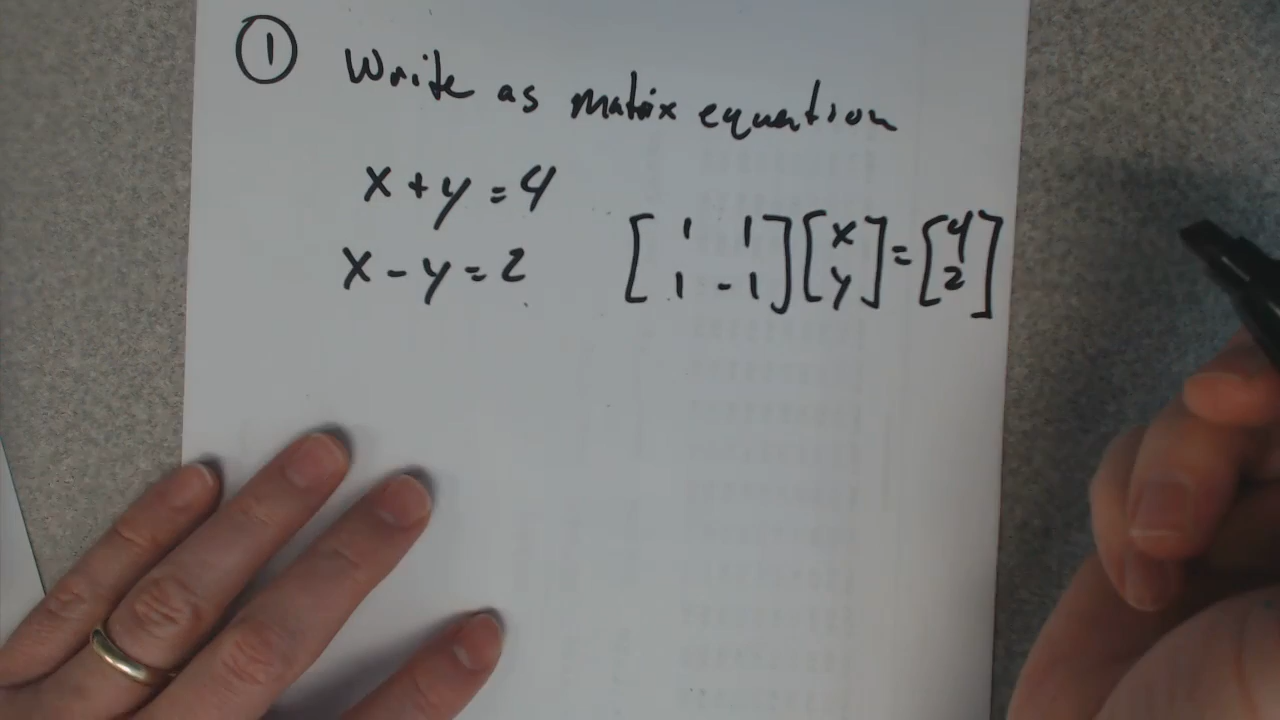 ① Write as matrix equation
x + y = 4
x - y = 2
[ 1 1 ] [ x ] = [ 4 ]
[ 1 -1 ] [ y ] [ 2 ]